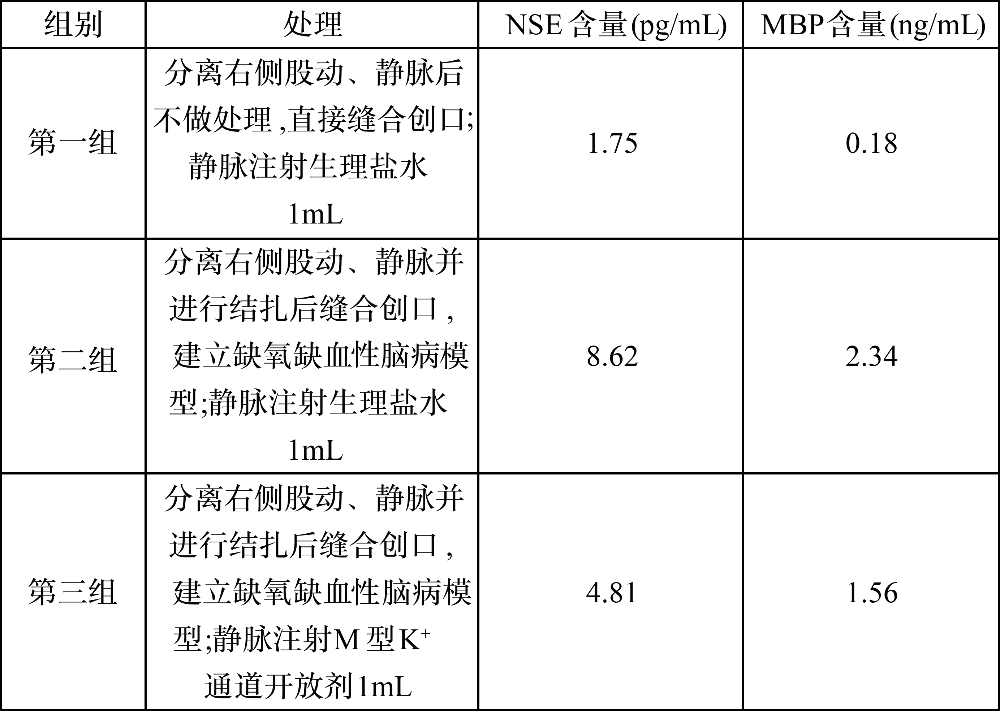 组别 处理 NSE含量(pg/mL) MBP含量(ng/mL)
分离右侧股动、静脉后
不做处理,直接缝合创口;
第一组 1.75 0.18
静脉注射生理盐水
1mL
分离右侧股动、静脉并
进行结扎后缝合创口,
第二组 建立缺氧缺血性脑病模 8.62 2.34
型;静脉注射生理盐水
1mL
分离右侧股动、静脉并
进行结扎后缝合创口,
第三组 建立缺氧缺血性脑病模 4.81 1.56
型;静脉注射M型K⁺
通道开放剂1mL